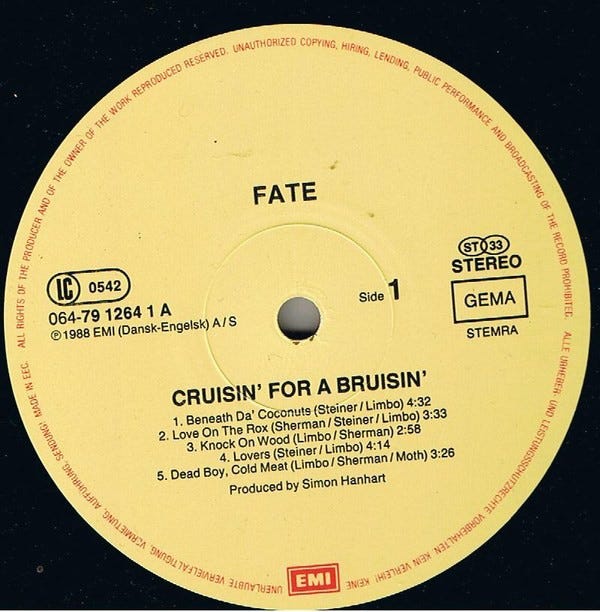 ALL RIGHTS OF THE PRODUCER AND OF THE OWNER OF THE WORK REPRODUCED RESERVED. UNAUTHORIZED COPYING, HIRING, LENDING, PUBLIC PERFORMANCE AND BROADCASTING OF THE RECORD PROHIBITED.
FATE
LC 0542
064-79 1264 1 A
℗ 1988 EMI (Dansk-Engelsk) A/S
Side 1
ST 33
STEREO
GEMA
STEMRA
CRUISIN' FOR A BRUISIN'
1. Beneath Da' Coconuts (Steiner/Limbo) 4:32
2. Love On The Rox (Sherman/Steiner/Limbo) 3:33
3. Knock On Wood (Limbo/Sherman) 2:58
4. Lovers (Steiner/Limbo) 4:14
5. Dead Boy, Cold Meat (Limbo/Sherman/Moth) 3:26
Produced by Simon Hanhart
ALLE URHEBER- UND LEISTUNGSSCHUTZRECHTE VORBEHALTEN. KEIN VERLEIH! KEINE
EMI
UNERLAUBTE VERVIELFÄLTIGUNG, VERMIETUNG, AUFFÜHRUNG, SENDUNG! MADE IN EEC.